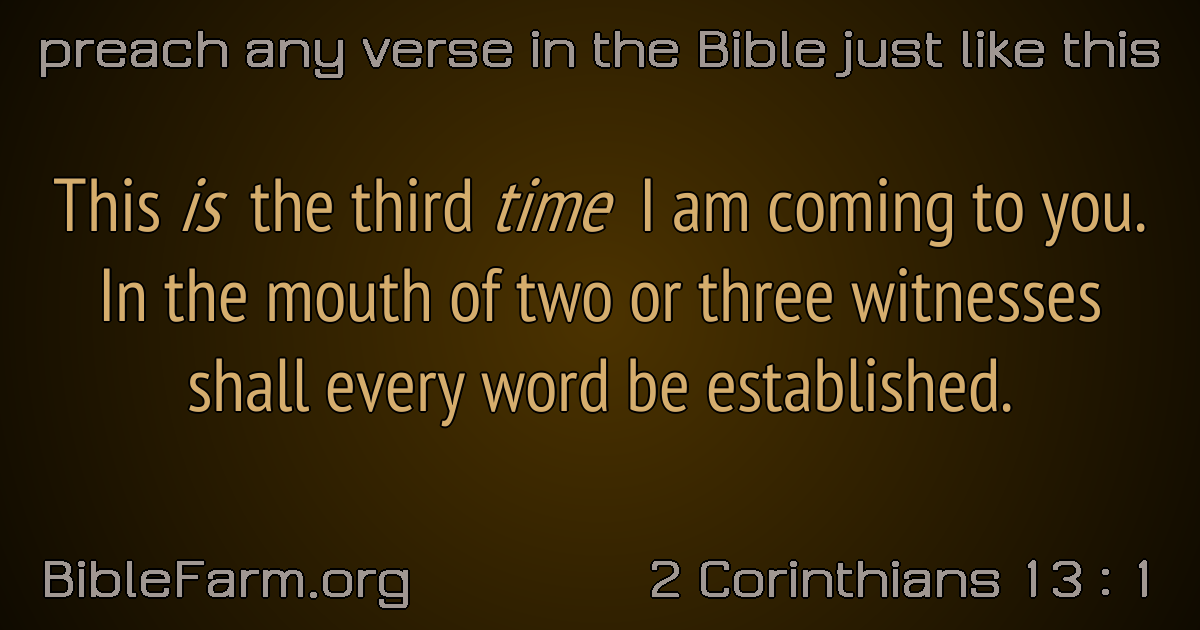 preach any verse in the Bible just like this
This is the third time I am coming to you.
In the mouth of two or three witnesses
shall every word be established.
BibleFarm.org
2 Corinthians 13 : 1